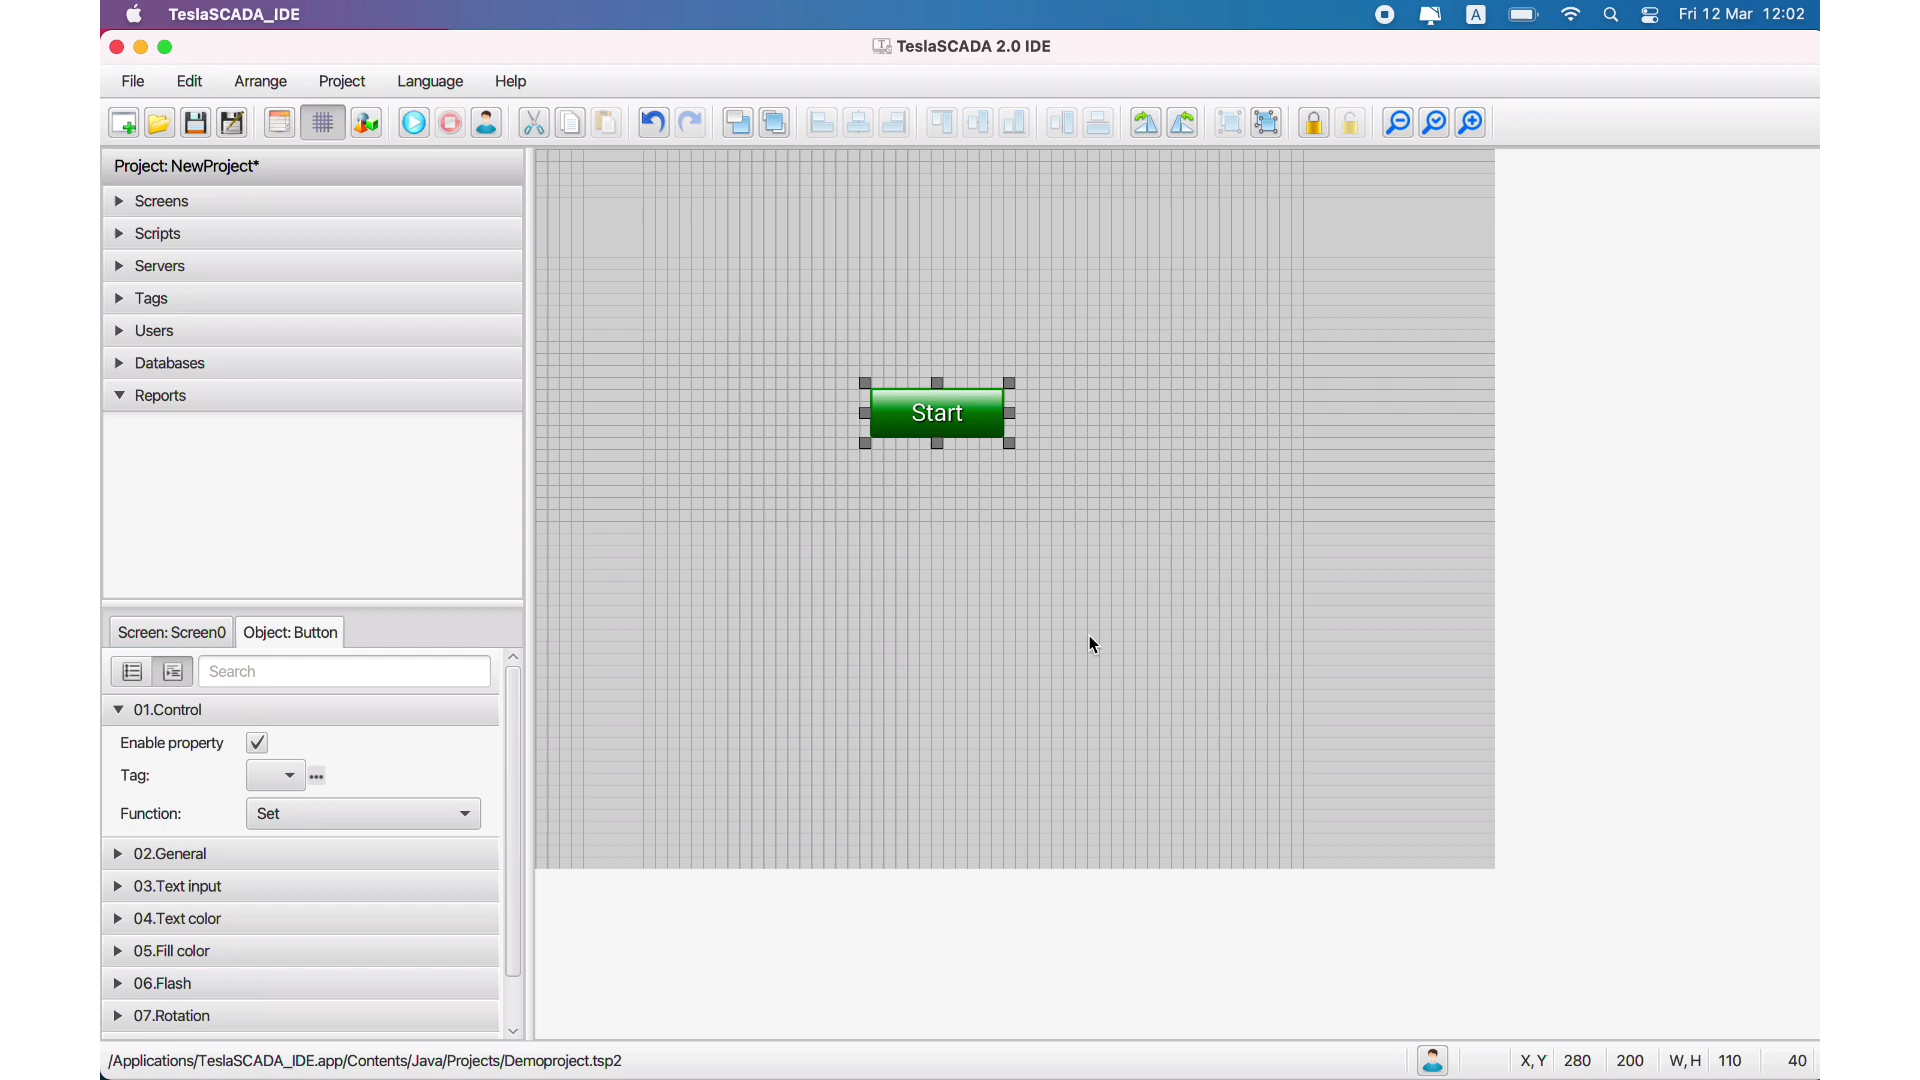 TeslaSCADA_IDE
A
Fri 12 Mar 12:02
TeslaSCADA 2.0 IDE
File Edit Arrange Project Language Help
Project: NewProject*
Screens
Scripts
Servers
Tags
Users
Databases
Reports
Start
Screen: Screen0 Object: Button
Search
01.Control
Enable property
Tag:
Function: Set
02.General
03.Text input
04.Text color
05.Fill color
06.Flash
07.Rotation
/Applications/TeslaSCADA_IDE.app/Contents/Java/Projects/Demoproject.tsp2
X,Y 280 200 W,H 110 40